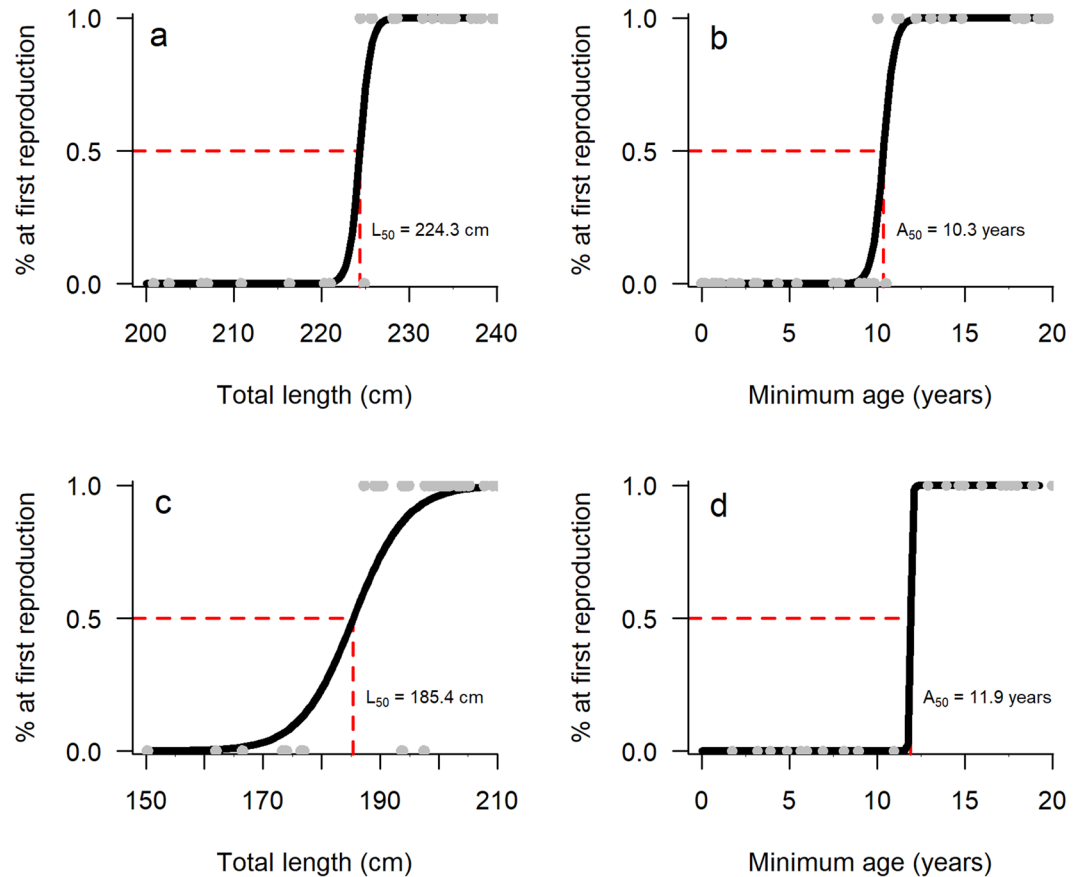 a
% at first reproduction
1.0
0.5
0.0
L50 = 224.3 cm
200 210 220 230 240
Total length (cm)
b
% at first reproduction
1.0
0.5
0.0
A50 = 10.3 years
0 5 10 15 20
Minimum age (years)
c
% at first reproduction
1.0
0.5
0.0
L50 = 185.4 cm
150 170 190 210
Total length (cm)
d
% at first reproduction
1.0
0.5
0.0
A50 = 11.9 years
0 5 10 15 20
Minimum age (years)